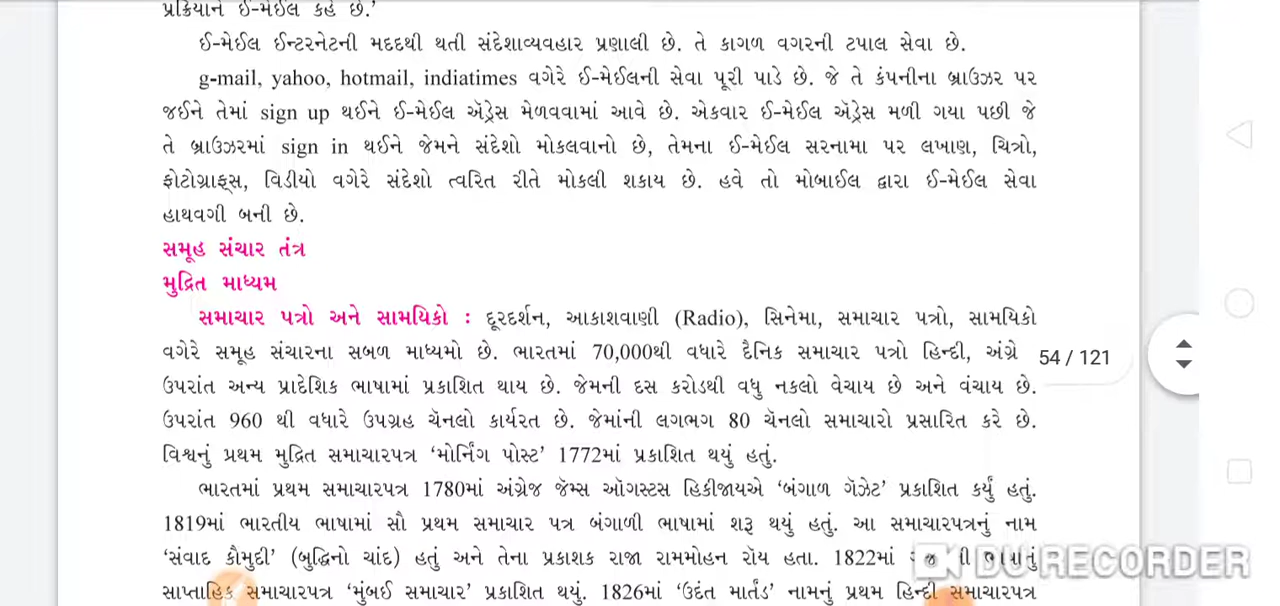 પ્રક્રિયાને ઈ-મેઈલ કહે છે.’
ઈ-મેઈલ ઈન્ટરનેટની મદદથી થતી સંદેશાવ્યવહાર પ્રણાલી છે. તે કાગળ વગરની ટપાલ સેવા છે.
g-mail, yahoo, hotmail, indiatimes વગેરે ઈ-મેઈલની સેવા પૂરી પાડે છે. જે તે કંપનીના બ્રાઉઝર પર
જઈને તેમાં sign up થઈને ઈ-મેઈલ ઍડ્રેસ મેળવવામાં આવે છે. એકવાર ઈ-મેઈલ ઍડ્રેસ મળી ગયા પછી જે
તે બ્રાઉઝરમાં sign in થઈને જેમને સંદેશો મોકલવાનો છે, તેમના ઈ-મેઈલ સરનામા પર લખાણ, ચિત્રો,
ફોટોગ્રાફ્સ, વિડીયો વગેરે સંદેશો ત્વરિત રીતે મોકલી શકાય છે. હવે તો મોબાઈલ દ્વારા ઈ-મેઈલ સેવા
હાથવગી બની છે.
સમૂહ સંચાર તંત્ર
મુદ્રિત માધ્યમ
સમાચાર પત્રો અને સામયિકો : દૂરદર્શન, આકાશવાણી (Radio), સિનેમા, સમાચાર પત્રો, સામયિકો
વગેરે સમૂહ સંચારના સબળ માધ્યમો છે. ભારતમાં 70,000થી વધારે દૈનિક સમાચાર પત્રો હિન્દી, અંગ્રે
54 / 121
ઉપરાંત અન્ય પ્રાદેશિક ભાષામાં પ્રકાશિત થાય છે. જેમની દસ કરોડથી વધુ નકલો વેચાય છે અને વંચાય છે.
ઉપરાંત 960 થી વધારે ઉપગ્રહ ચૅનલો કાર્યરત છે. જેમાંની લગભગ 80 ચૅનલો સમાચારો પ્રસારિત કરે છે.
વિશ્વનું પ્રથમ મુદ્રિત સમાચારપત્ર ‘મોર્નિંગ પોસ્ટ’ 1772માં પ્રકાશિત થયું હતું.
ભારતમાં પ્રથમ સમાચારપત્ર 1780માં અંગ્રેજ જૅમ્સ ઑગસ્ટસ હિકીજાયએ ‘બંગાળ ગૅઝેટ’ પ્રકાશિત કર્યું હતું.
1819માં ભારતીય ભાષામાં સૌ પ્રથમ સમાચાર પત્ર બંગાળી ભાષામાં શરૂ થયું હતું. આ સમાચારપત્રનું નામ
‘સંવાદ કૌમુદી’ (બુદ્ધિનો ચાંદ) હતું અને તેના પ્રકાશક રાજા રામમોહન રૉય હતા. 1822માં
DU RECORDER
સાપ્તાહિક સમાચારપત્ર ‘મુંબઈ સમાચાર’ પ્રકાશિત થયું. 1826માં ‘ઉદંત માર્તંડ’ નામનું પ્રથમ હિન્દી સમાચારપત્ર